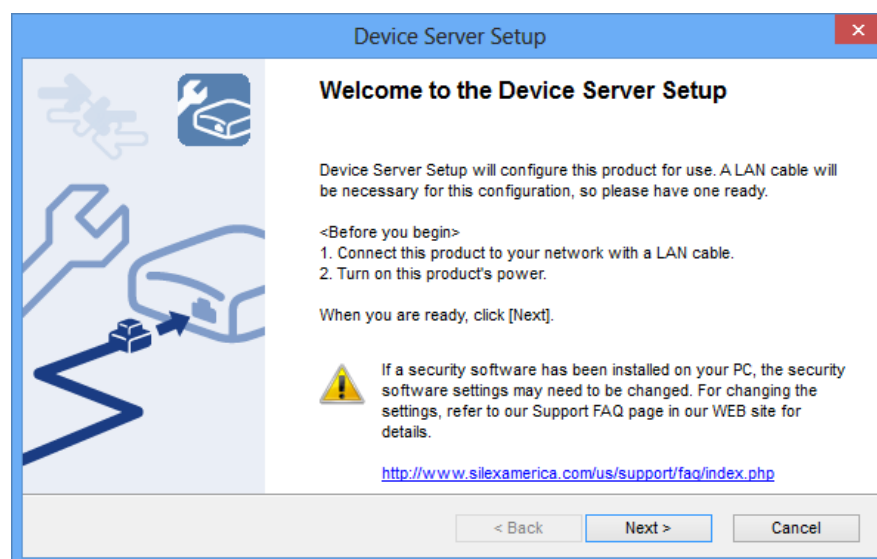 Device Server Setup
Welcome to the Device Server Setup
Device Server Setup will configure this product for use. A LAN cable will
be necessary for this configuration, so please have one ready.
<Before you begin>
1. Connect this product to your network with a LAN cable.
2. Turn on this product's power.
When you are ready, click [Next].
If a security software has been installed on your PC, the security
software settings may need to be changed. For changing the
settings, refer to our Support FAQ page in our WEB site for
details.
http://www.silexamerica.com/us/support/faq/index.php
< Back
Next >
Cancel